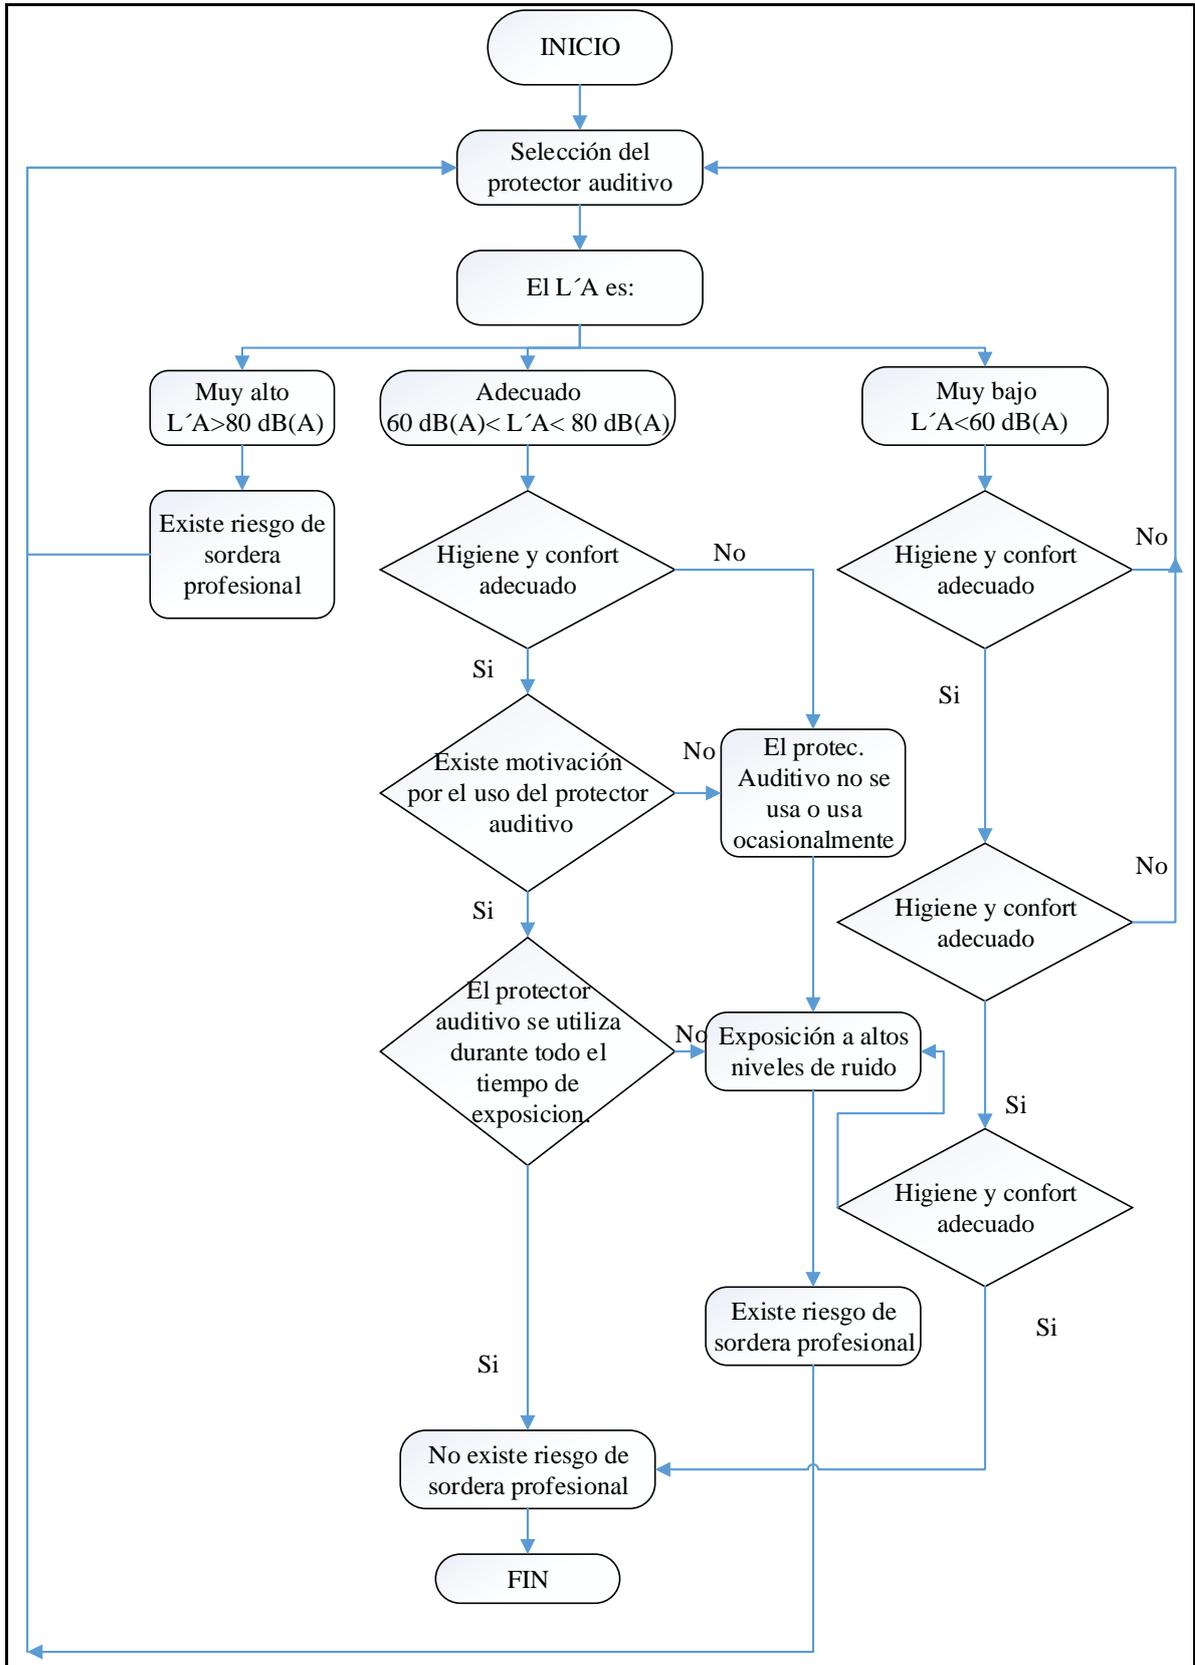 INICIO
Selección del
protector auditivo
El L´A es:
Muy alto
L´A>80 dB(A)
Adecuado
60 dB(A)< L´A< 80 dB(A)
Muy bajo
L´A<60 dB(A)
Existe riesgo de
sordera
profesional
Higiene y confort
adecuado
No
Higiene y confort
adecuado
No
Si
Si
Existe motivación
por el uso del protector
auditivo
No
El protec.
Auditivo no se
usa o usa
ocasionalmente
No
Si
Higiene y confort
adecuado
El protector
auditivo se utiliza
durante todo el
tiempo de
exposicion.
No
Exposición a altos
niveles de ruido
Si
Higiene y confort
adecuado
Existe riesgo de
sordera profesional
Si
Si
No existe riesgo de
sordera profesional
FIN